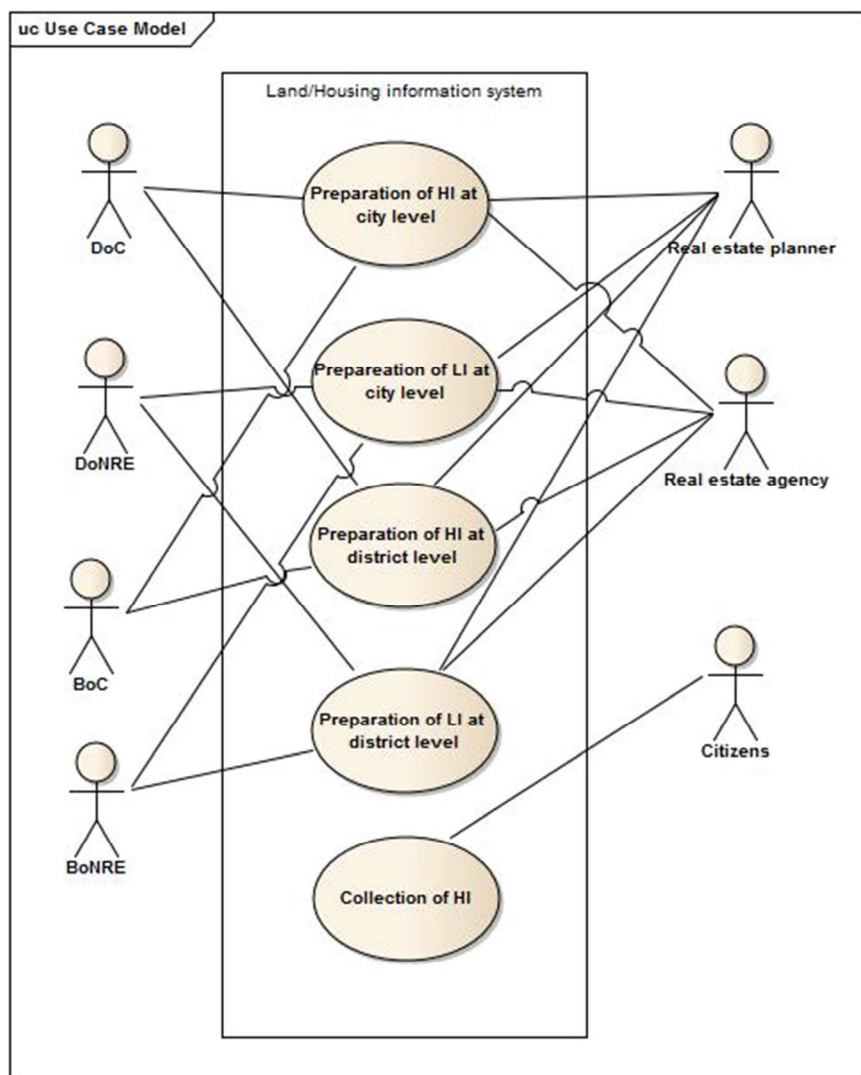 uc Use Case Model
Land/Housing information system
DoC
Preparation of HI at
city level
Real estate planner
DoNRE
Prepareation of LI at
city level
Real estate agency
Preparation of HI at
district level
BoC
Preparation of LI at
district level
Citizens
BoNRE
Collection of HI